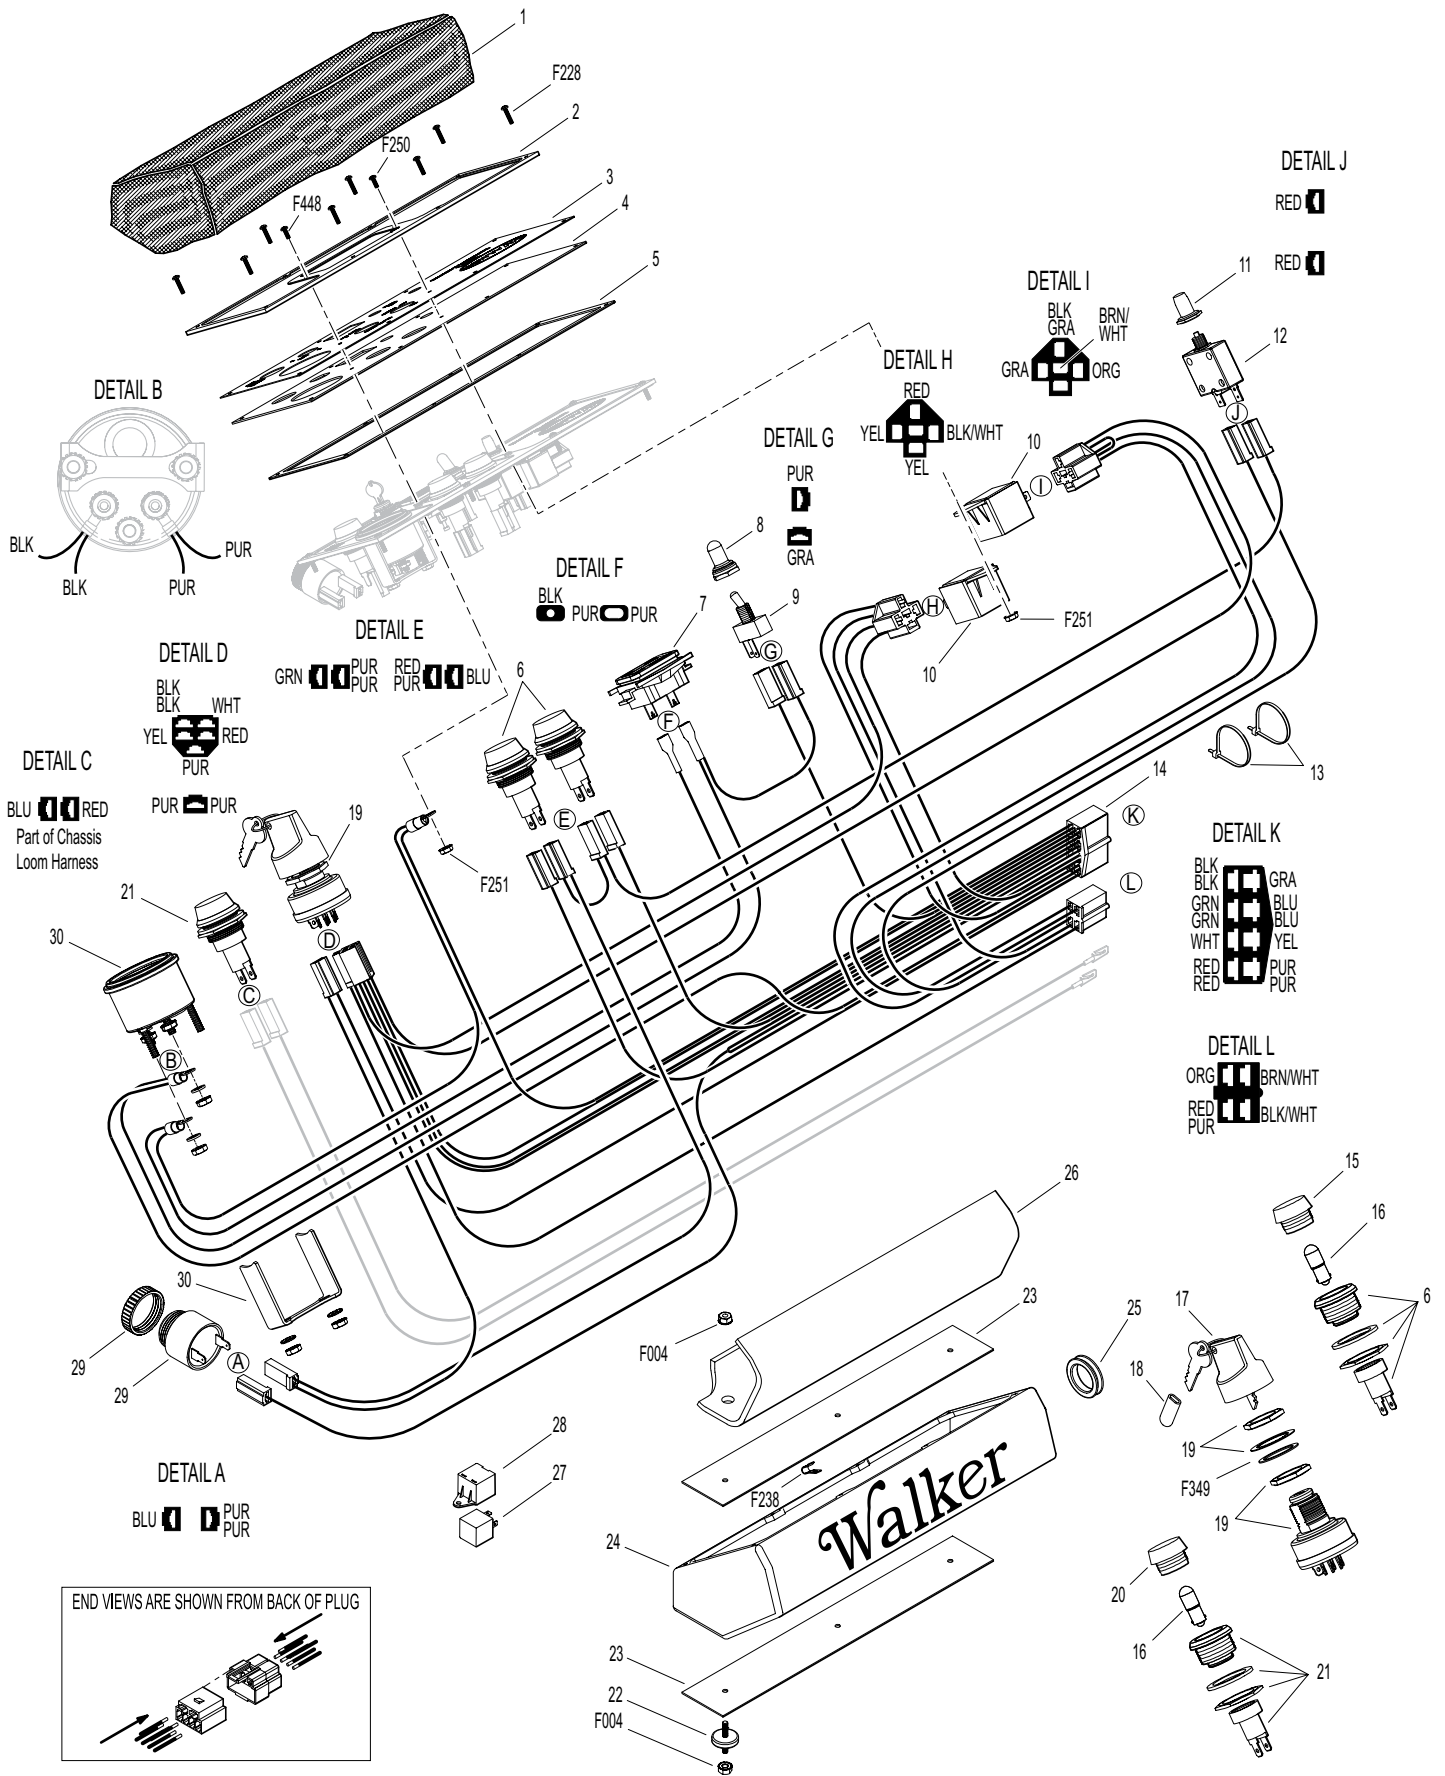 1
F228
2
F250
3
F448
4
5
DETAIL J
RED
RED
11
12
DETAIL I
BLK
GRA
BRN/
WHT
GRA
ORG
DETAIL H
RED
YEL
BLK/WHT
YEL
DETAIL G
PUR
GRA
10
I
J
DETAIL B
BLK
PUR
BLK
PUR
8
9
DETAIL F
BLK
PUR
PUR
7
H
10
F251
G
F
DETAIL E
GRN
PUR
PUR
RED
PUR
BLU
6
DETAIL D
BLK
BLK
WHT
YEL
RED
PUR
PUR
PUR
DETAIL C
BLU
RED
Part of Chassis
Loom Harness
19
21
30
E
F251
D
C
B
13
14
K
L
DETAIL K
BLK
BLK
GRA
GRN
GRN
BLU
BLU
WHT
YEL
RED
RED
PUR
PUR
DETAIL L
ORG
BRN/WHT
RED
PUR
BLK/WHT
15
16
6
17
18
19
F349
19
20
16
21
26
23
25
F004
30
29
29
A
28
27
F238
24
Walker
23
22
F004
DETAIL A
BLU
PUR
PUR
END VIEWS ARE SHOWN FROM BACK OF PLUG